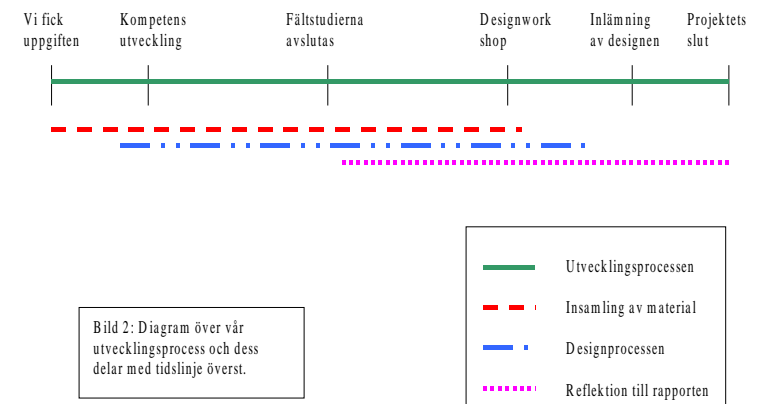 Vi fick
uppgiften
Kompetens
utveckling
Fältstudierna
avslutas
Designwork
shop
Inlämning
av designen
Projektets
slut
Utvecklingsprocessen
Insamling av material
Designprocessen
Reflektion till rapporten
Bild 2: Diagram över vår
utvecklingsprocess och dess
delar med tidslinje överst.